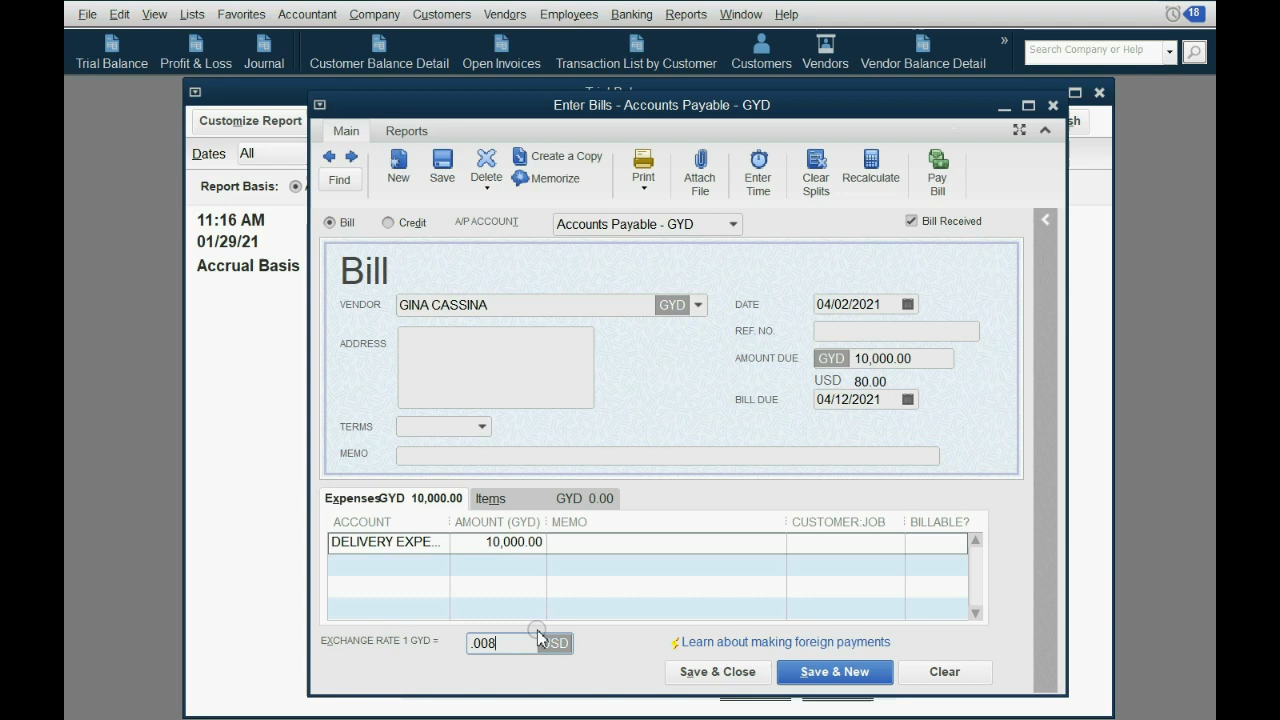 File Edit View Lists Favorites Accountant Company Customers Vendors Employees Banking Reports Window Help 18
Trial Balance Profit & Loss Journal Customer Balance Detail Open Invoices Transaction List by Customer Customers Vendors Vendor Balance Detail » Search Company or Help
Enter Bills - Accounts Payable - GYD
Customize Report
Main Reports
Dates All
Find New Save Delete Create a Copy
Memorize Print Attach File Enter Time Clear Splits Recalculate Pay Bill
Report Basis:
11:16 AM
01/29/21
Accrual Basis
Bill Credit A/P ACCOUNT Accounts Payable - GYD Bill Received
Bill
VENDOR GINA CASSINA GYD DATE 04/02/2021
REF. NO.
ADDRESS
AMOUNT DUE GYD 10,000.00
USD 80.00
BILL DUE 04/12/2021
TERMS
MEMO
Expenses GYD 10,000.00 Items GYD 0.00
ACCOUNT AMOUNT (GYD) MEMO CUSTOMER:JOB BILLABLE?
DELIVERY EXPE... 10,000.00
EXCHANGE RATE 1 GYD = .008 Learn about making foreign payments
Save & Close Save & New Clear